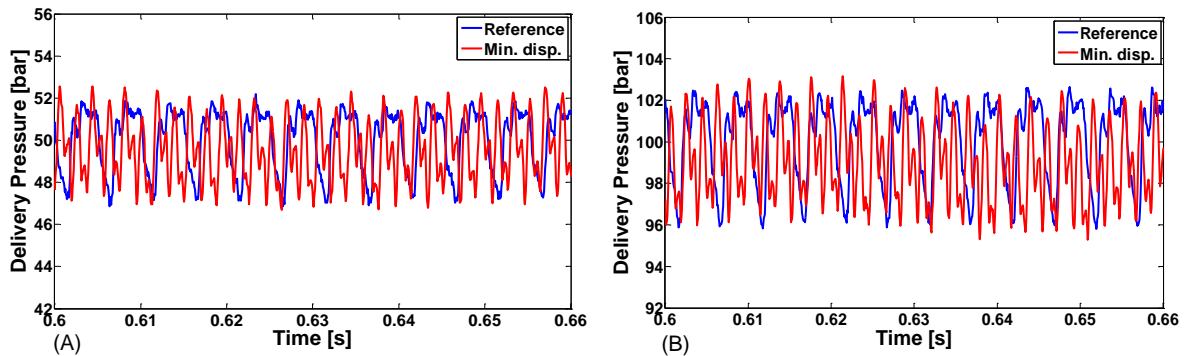 56
54
52
50
48
46
44
42
Delivery Pressure [bar]
Reference
Min. disp.
0.6 0.61 0.62 0.63 0.64 0.65 0.66
Time [s]
(A)
106
104
102
100
98
96
94
92
Delivery Pressure [bar]
Reference
Min. disp.
0.6 0.61 0.62 0.63 0.64 0.65 0.66
Time [s]
(B)